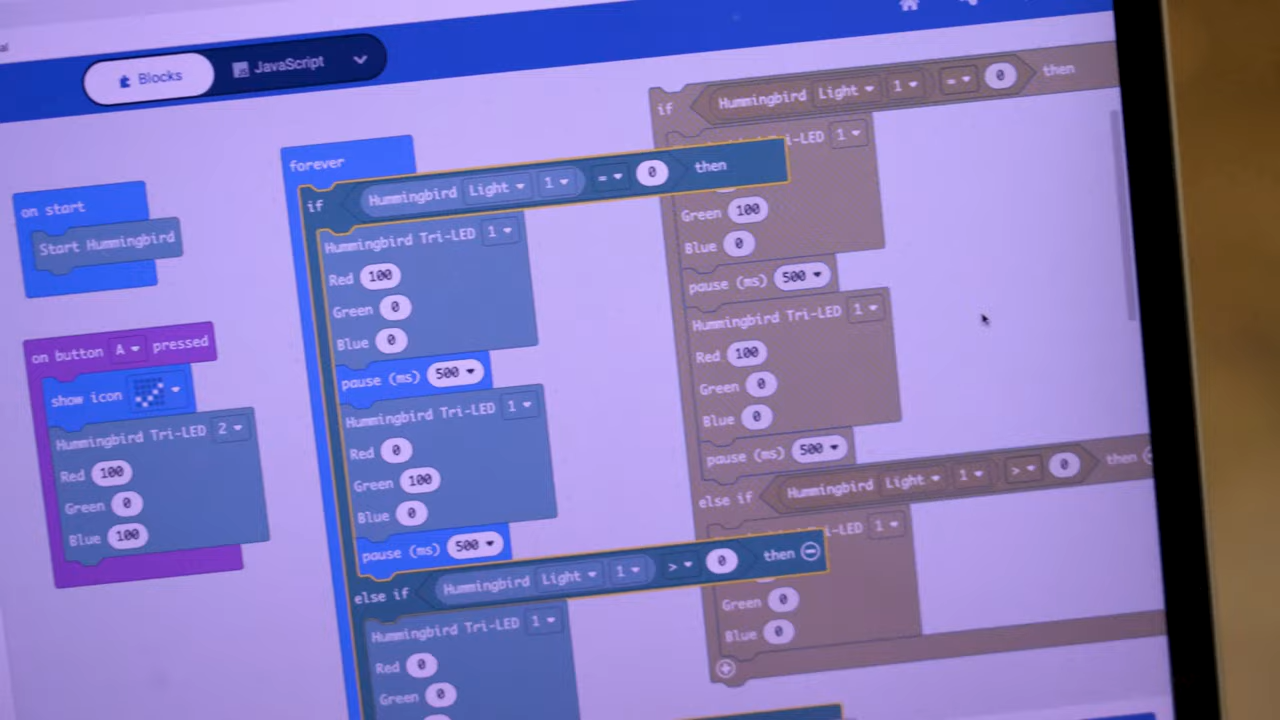 al
Blocks
JavaScript
on start
Start Hummingbird
on button A pressed
show icon
Hummingbird Tri-LED 2
Red 100
Green 0
Blue 100
forever
if Hummingbird Light 1 = 0 then
Hummingbird Tri-LED 1
Red 100
Green 0
Blue 0
pause (ms) 500
Hummingbird Tri-LED 1
Red 0
Green 100
Blue 0
pause (ms) 500
else if Hummingbird Light 1 > 0 then
Hummingbird Tri-LED 1
Red 0
Green 0
if Hummingbird Light 1 = 0 then
1
Green 100
Blue 0
pause (ms) 500
Hummingbird Tri-LED 1
Red 100
Green 0
Blue 0
pause (ms) 500
else if Hummingbird Light 1 > 0 then
1
Green 0
Blue 0